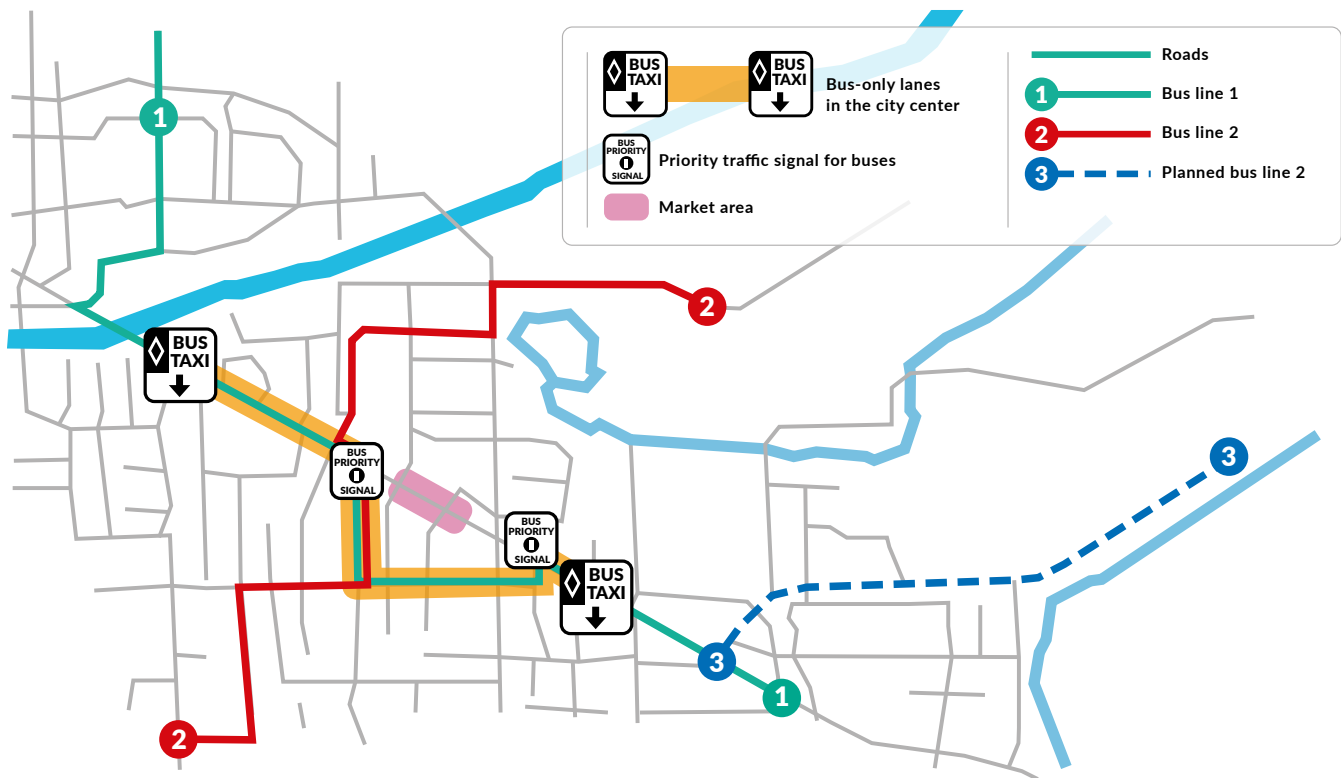 BUS
TAXI
BUS
TAXI
Bus-only lanes
in the city center
BUS
PRIORITY
SIGNAL
Priority traffic signal for buses
Market area
Roads
1
Bus line 1
2
Bus line 2
3
Planned bus line 2
1
2
BUS
TAXI
BUS
PRIORITY
SIGNAL
3
BUS
PRIORITY
SIGNAL
BUS
TAXI
3
1
2